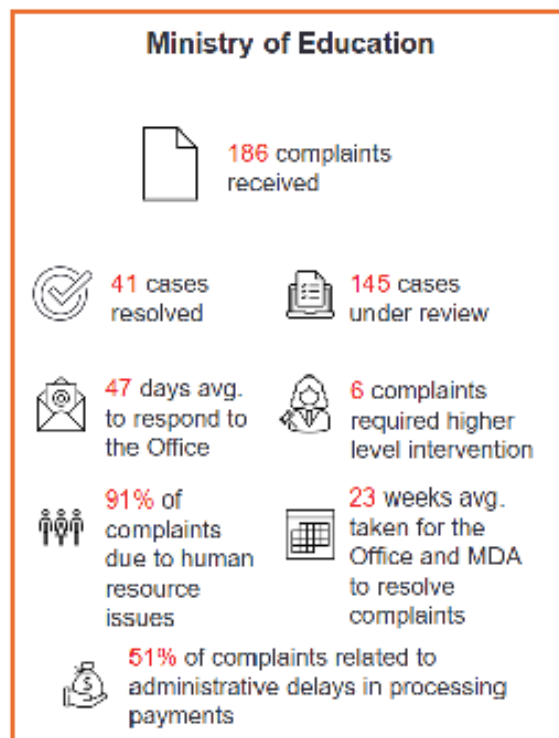 Ministry of Education
186 complaints
received
41 cases
resolved
145 cases
under review
47 days avg.
to respond to
the Office
6 complaints
required higher
level intervention
91% of
complaints
due to human
resource
issues
23 weeks avg.
taken for the
Office and MDA
to resolve
complaints
51% of complaints related to
administrative delays in processing
payments